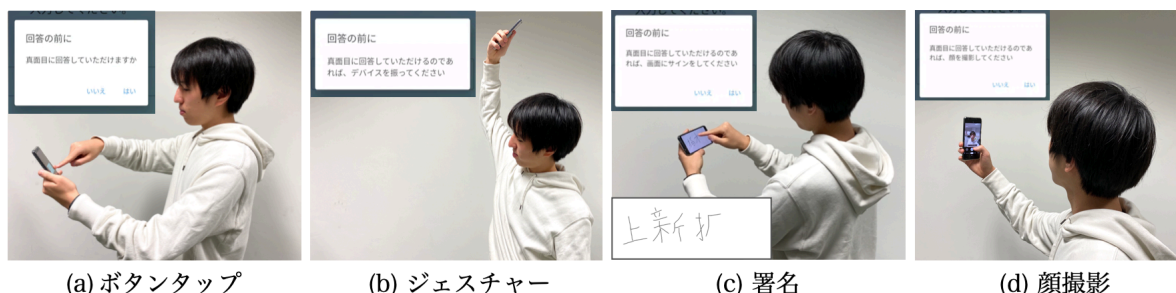 回答の前に
真面目に回答していただけますか
いいえ はい
回答の前に
真面目に回答していただけるのであ
れば、デバイスを振ってください
回答の前に
真面目に回答していただけるのであ
れば、画面にサインをしてください
いいえ はい
上新扩
回答の前に
真面目に回答していただけるのであ
れば、顔を撮影してください
いいえ はい
(a) ボタンタップ
(b) ジェスチャー
(c) 署名
(d) 顔撮影